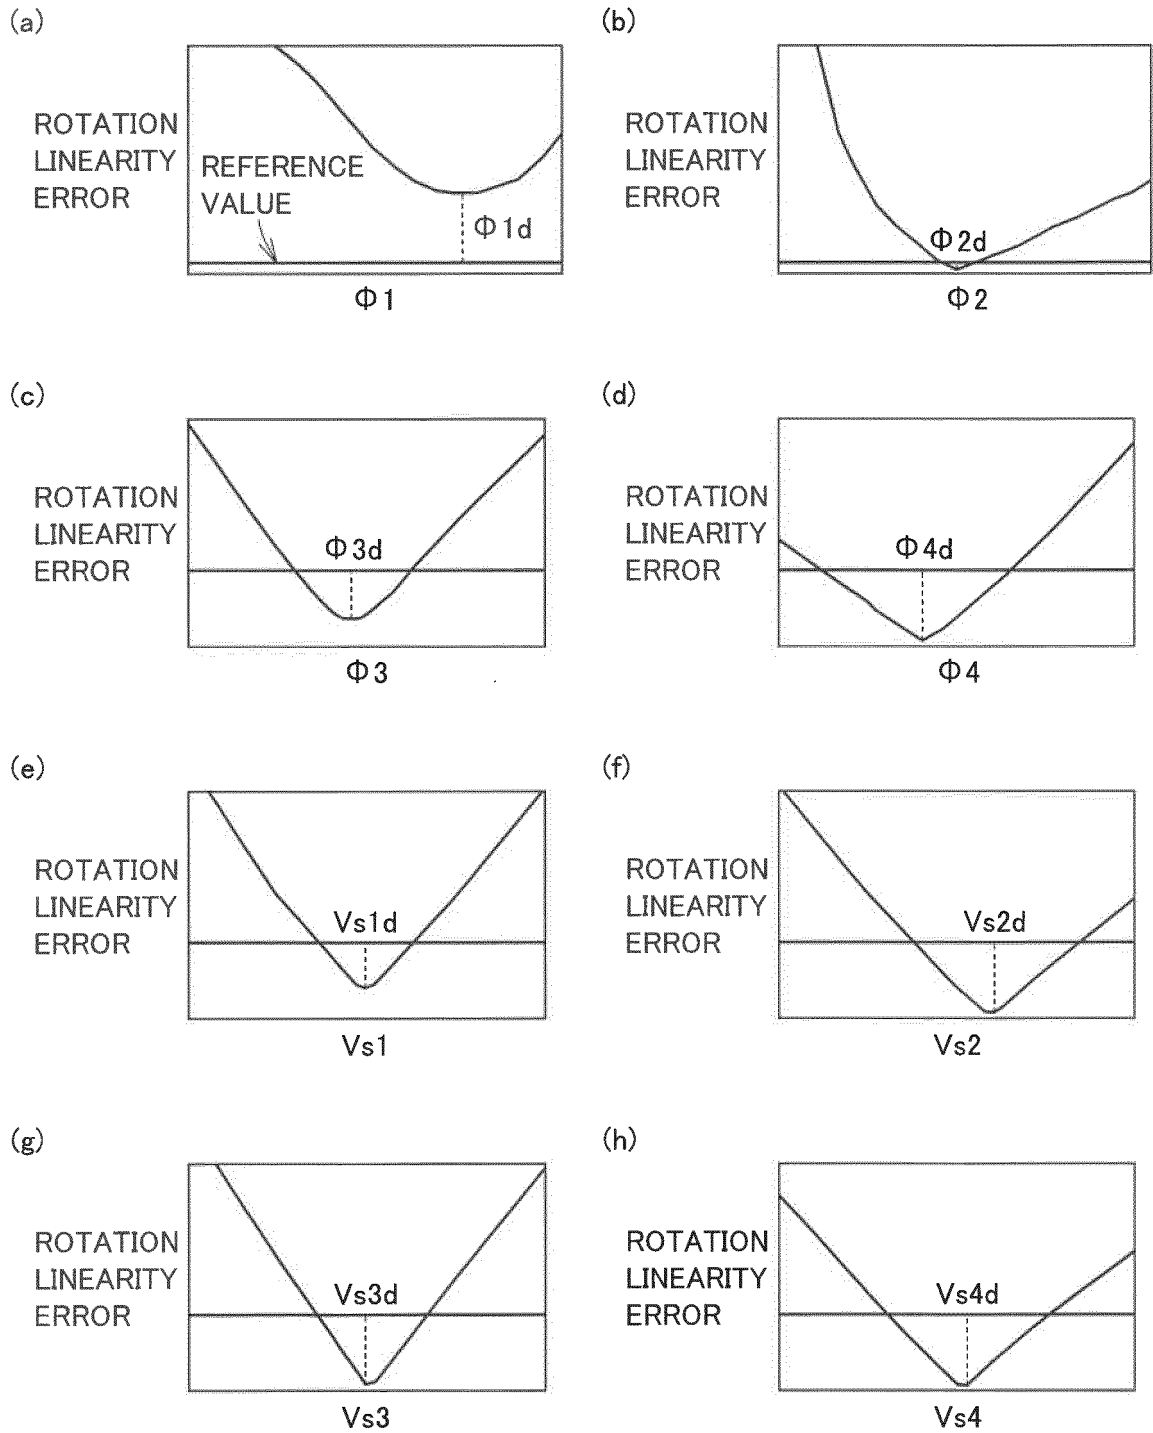 (a)
ROTATION
LINEARITY
ERROR
REFERENCE
VALUE
Φ1d
Φ1
(b)
ROTATION
LINEARITY
ERROR
Φ2d
Φ2
(c)
ROTATION
LINEARITY
ERROR
Φ3d
Φ3
(d)
ROTATION
LINEARITY
ERROR
Φ4d
Φ4
(e)
ROTATION
LINEARITY
ERROR
Vs1d
Vs1
(f)
ROTATION
LINEARITY
ERROR
Vs2d
Vs2
(g)
ROTATION
LINEARITY
ERROR
Vs3d
Vs3
(h)
ROTATION
LINEARITY
ERROR
Vs4d
Vs4